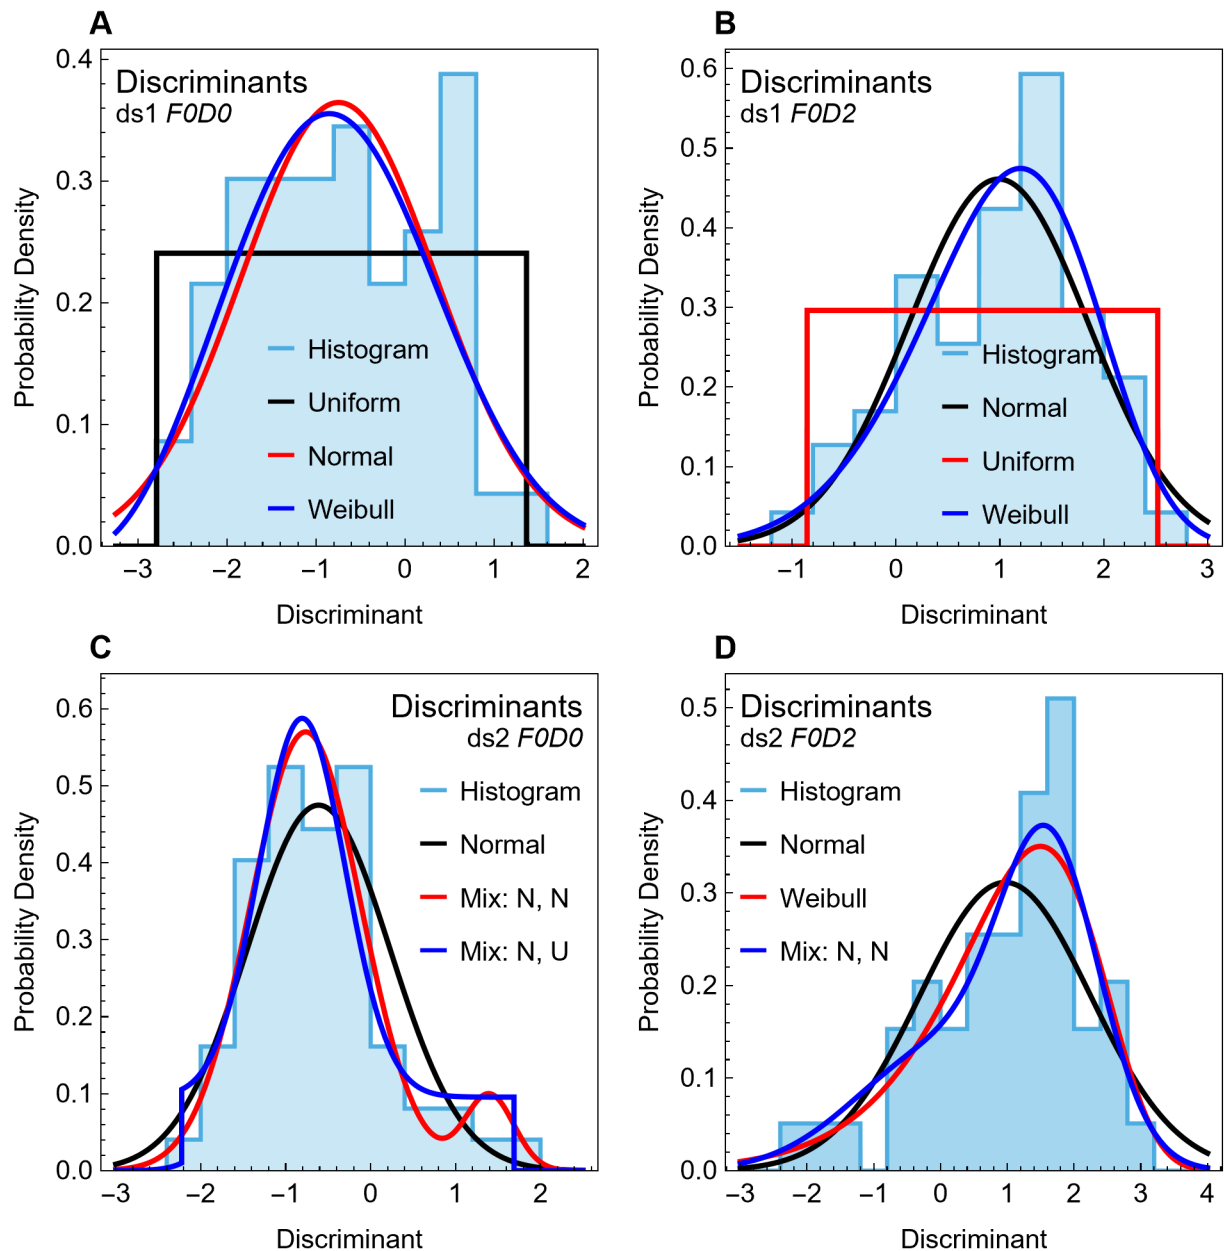 A
Discriminants
ds1 F0D0
Probability Density
0.4
0.3
0.2
0.1
0.0
Histogram
Uniform
Normal
Weibull
−3 −2 −1 0 1 2
Discriminant
B
Discriminants
ds1 F0D2
Probability Density
0.6
0.5
0.4
0.3
0.2
0.1
0.0
Histogram
Normal
Uniform
Weibull
−1 0 1 2 3
Discriminant
C
Discriminants
ds2 F0D0
Probability Density
0.6
0.5
0.4
0.3
0.2
0.1
0.0
Histogram
Normal
Mix: N, N
Mix: N, U
−3 −2 −1 0 1 2
Discriminant
D
Discriminants
ds2 F0D2
Probability Density
0.5
0.4
0.3
0.2
0.1
0.0
Histogram
Normal
Weibull
Mix: N, N
−3 −2 −1 0 1 2 3 4
Discriminant